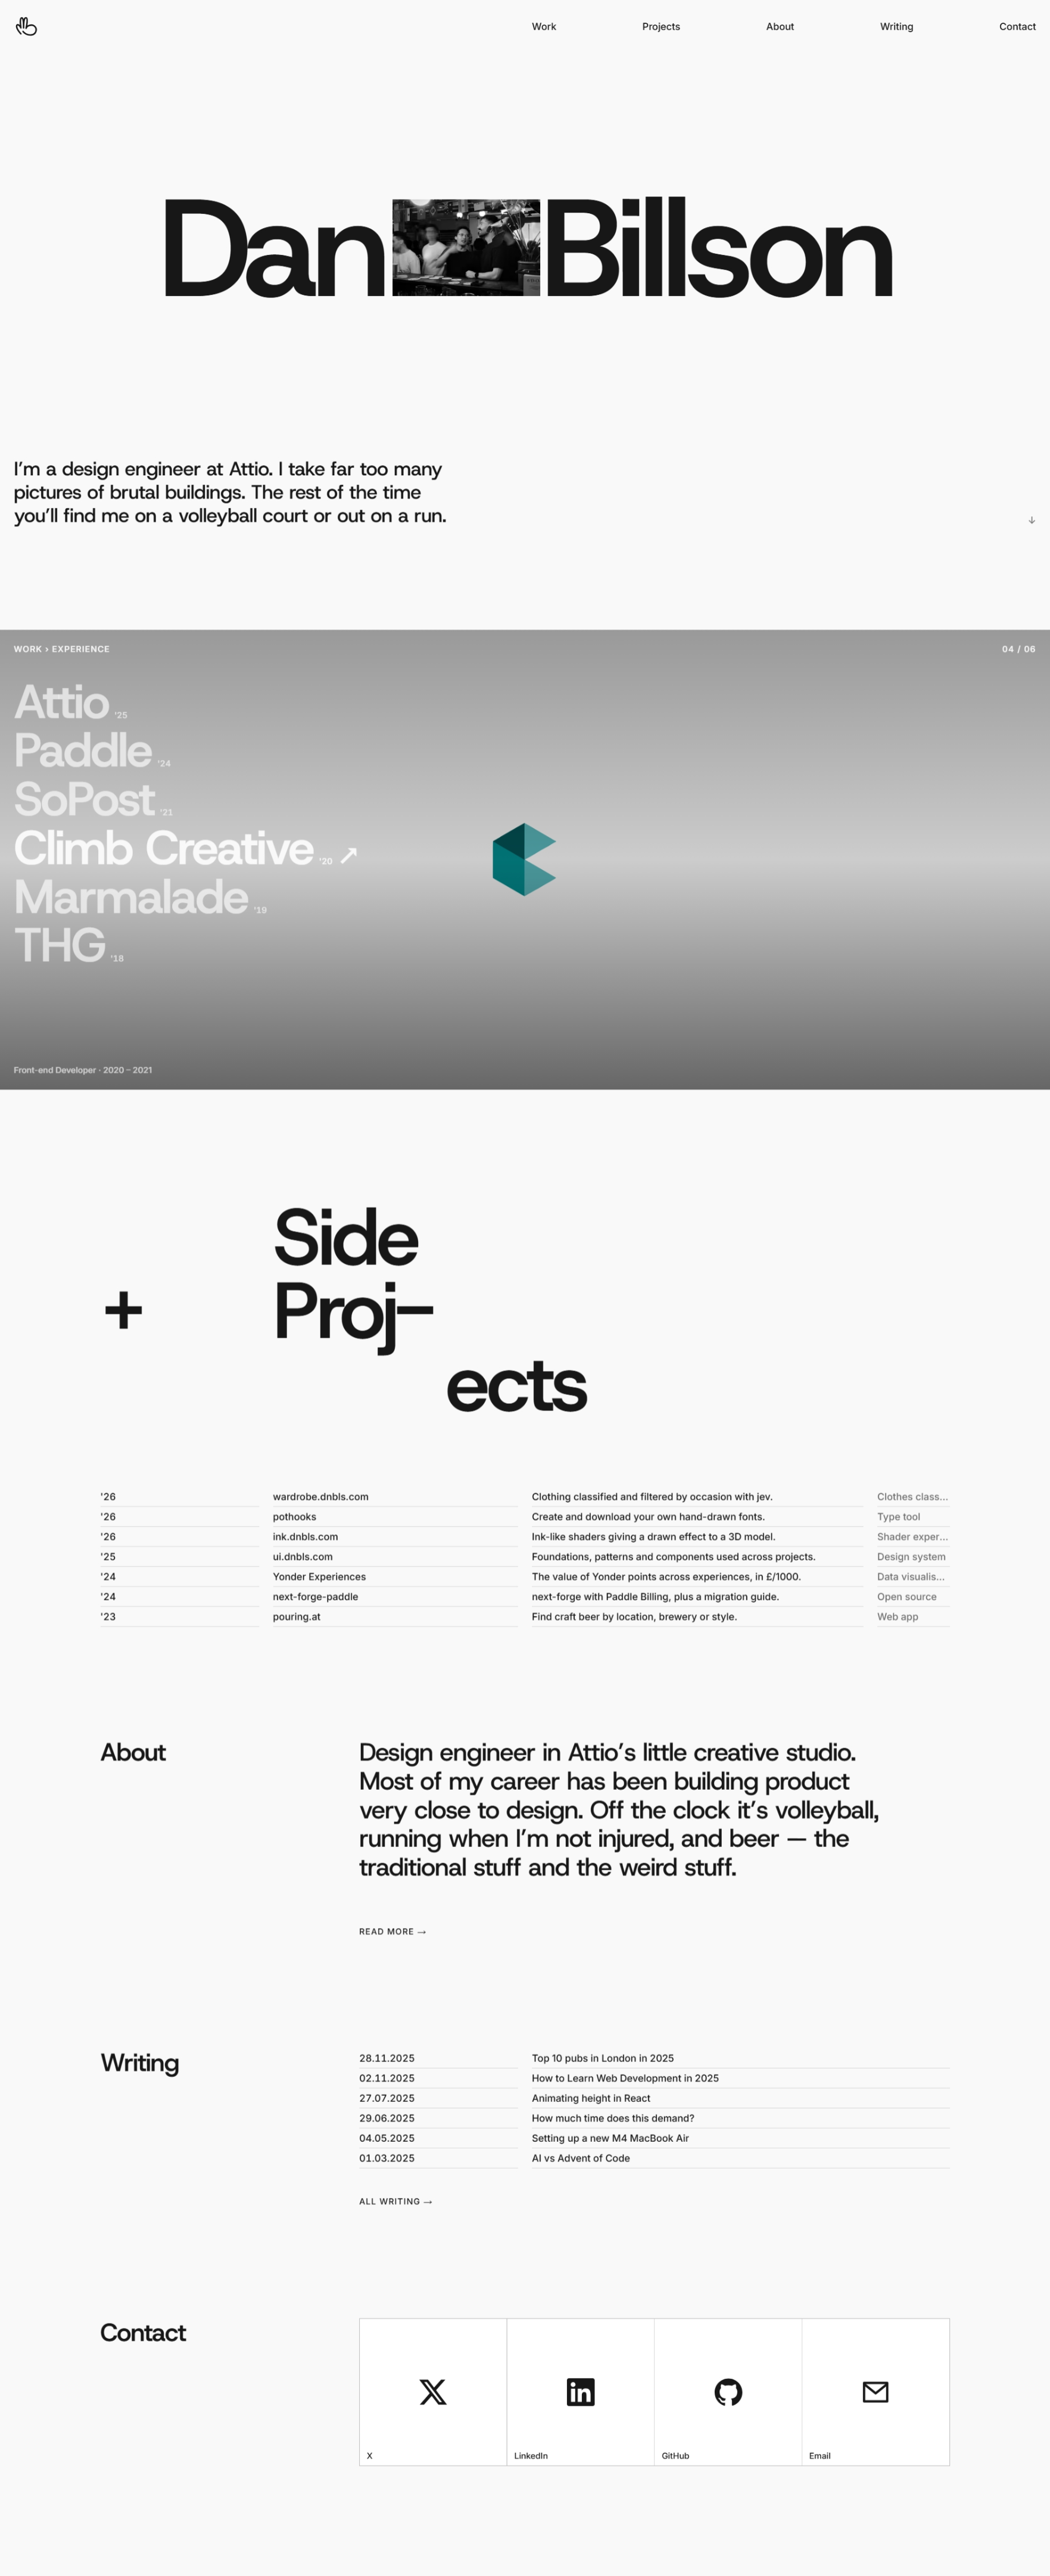 Work Projects About Writing Contact
Dan Billson
I’m a design engineer at Attio. I take far too many
pictures of brutal buildings. The rest of the time
you’ll find me on a volleyball court or out on a run.
↓
WORK › EXPERIENCE 04 / 06
Attio '25
Paddle '24
SoPost '21
Climb Creative '20 ↗
Marmalade '19
THG '18
Front-end Developer · 2020 – 2021
Side
+ Proj–
ects
'26 wardrobe.dnbls.com Clothing classified and filtered by occasion with jev. Clothes class...
'26 pothooks Create and download your own hand-drawn fonts. Type tool
'26 ink.dnbls.com Ink-like shaders giving a drawn effect to a 3D model. Shader exper...
'25 ui.dnbls.com Foundations, patterns and components used across projects. Design system
'24 Yonder Experiences The value of Yonder points across experiences, in £/1000. Data visualis...
'24 next-forge-paddle next-forge with Paddle Billing, plus a migration guide. Open source
'23 pouring.at Find craft beer by location, brewery or style. Web app
About
Design engineer in Attio’s little creative studio.
Most of my career has been building product
very close to design. Off the clock it’s volleyball,
running when I’m not injured, and beer — the
traditional stuff and the weird stuff.
READ MORE →
Writing
28.11.2025 Top 10 pubs in London in 2025
02.11.2025 How to Learn Web Development in 2025
27.07.2025 Animating height in React
29.06.2025 How much time does this demand?
04.05.2025 Setting up a new M4 MacBook Air
01.03.2025 AI vs Advent of Code
ALL WRITING →
Contact
X LinkedIn GitHub Email